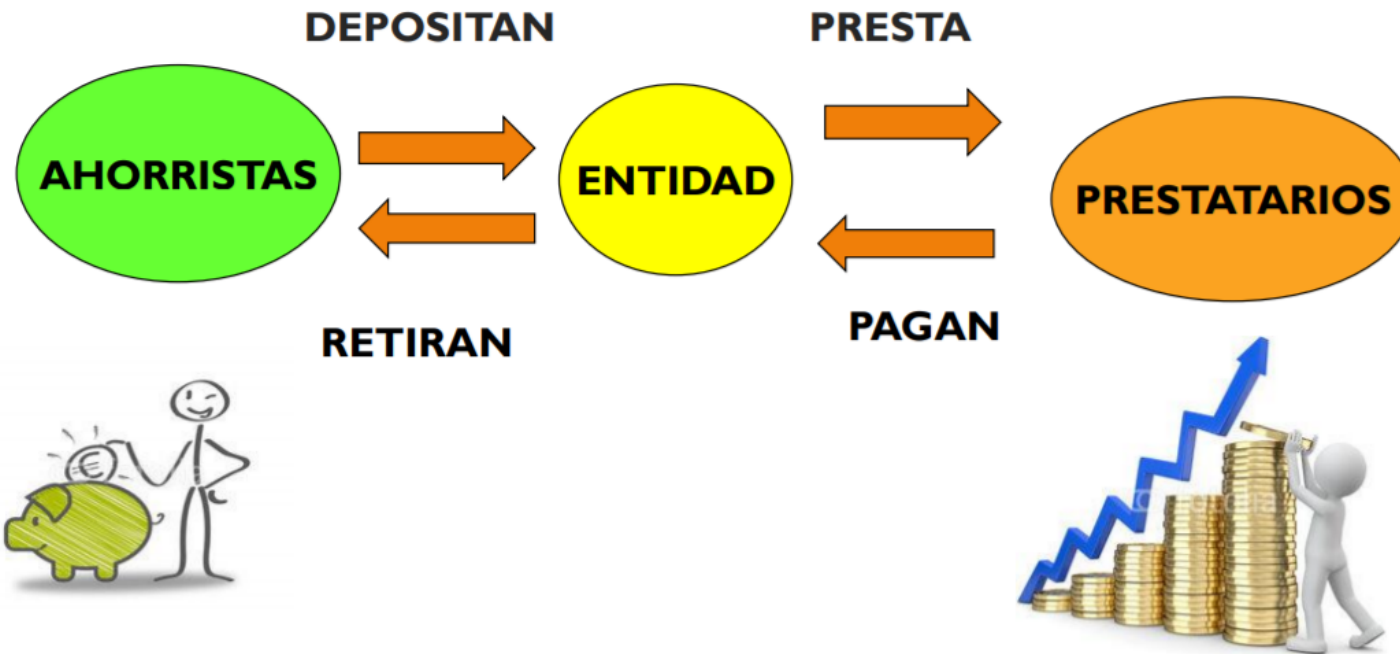 DEPOSITAN
PRESTA
AHORRISTAS
ENTIDAD
PRESTATARIOS
RETIRAN
PAGAN